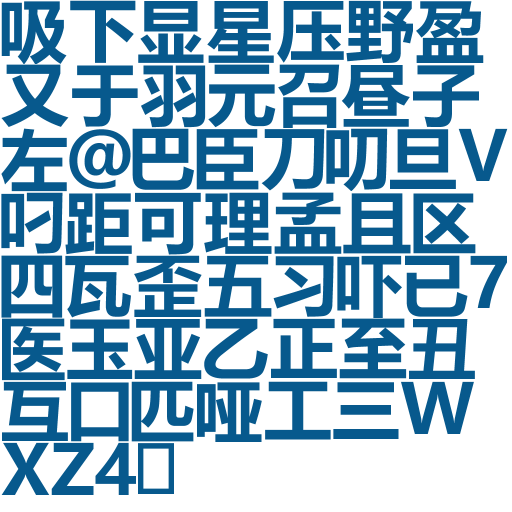 吸下显星压野盈
又于羽元召昼子
左@巴臣刀叨旦V
叼距可理孟且区
四瓦歪五习吓已7
医玉亚乙正至丑
互口匹哑工三W
XZ4